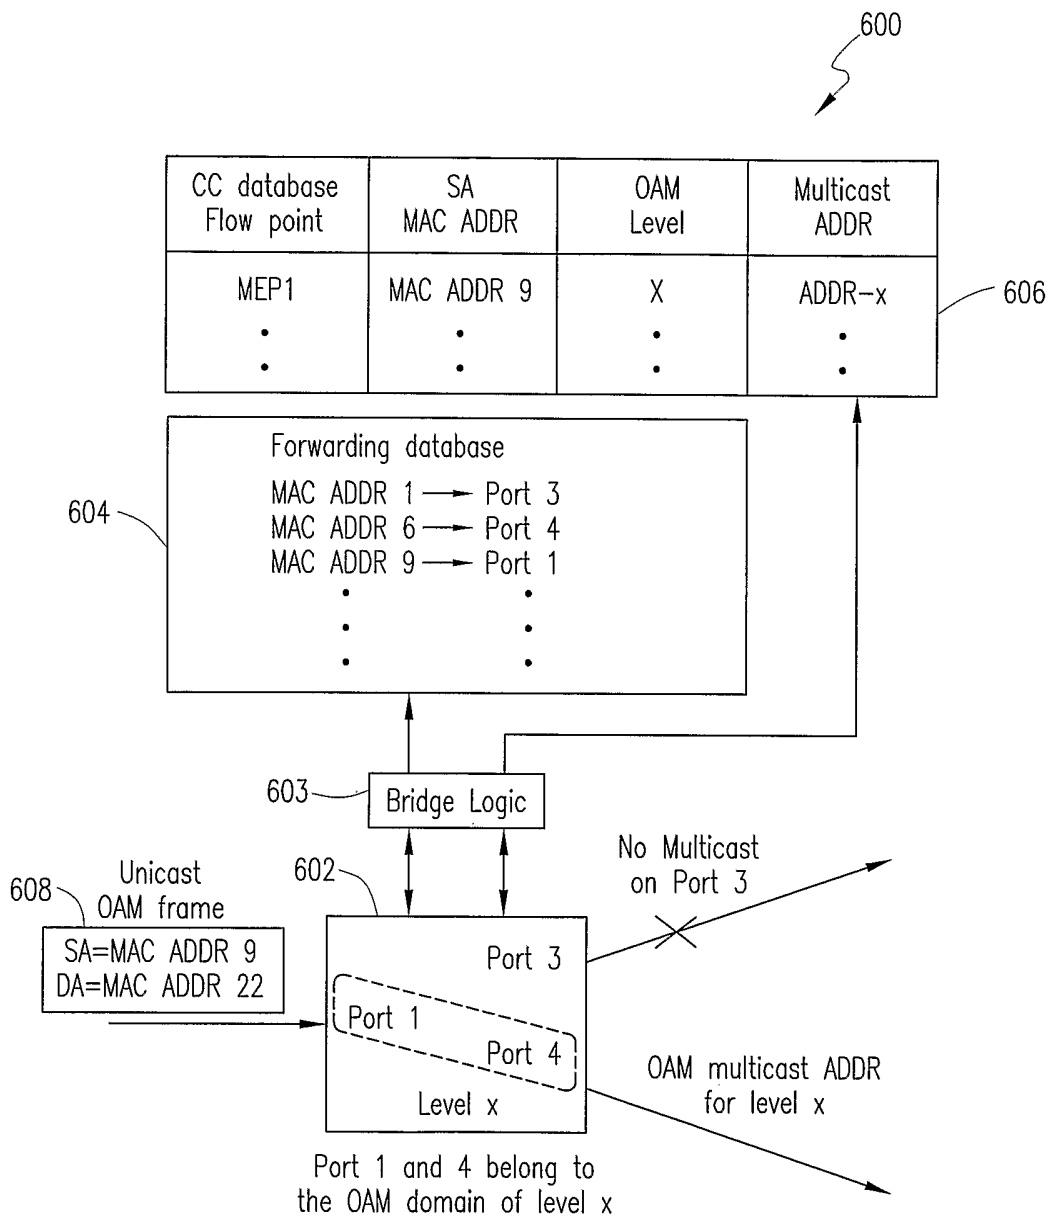 600
CC database
Flow point
SA
MAC ADDR
OAM
Level
Multicast
ADDR
MEP1
MAC ADDR 9
X
ADDR-x
606
Forwarding database
MAC ADDR 1 → Port 3
MAC ADDR 6 → Port 4
MAC ADDR 9 → Port 1
604
603
Bridge Logic
Unicast
OAM frame
608
SA=MAC ADDR 9
DA=MAC ADDR 22
602
No Multicast
on Port 3
Port 3
Port 1
Port 4
Level x
OAM multicast ADDR
for level x
Port 1 and 4 belong to
the OAM domain of level x